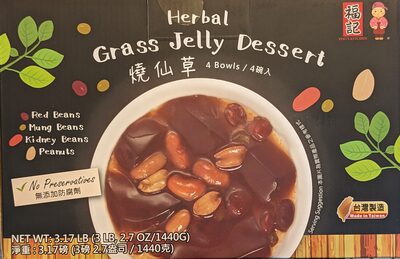 Herbal
Grass Jelly Dessert
福記
燒仙草 4 Bowls / 4碗入
Red Beans
Mung Beans
Kidney Beans
Peanuts
No Preservatives
無添加防腐劑
台灣製造
Made in Taiwan
NET WT: 3.17 LB (3 LB, 2.7 OZ/1440G)
淨重 : 3.17磅 (3磅 2.7盎司 / 1440克)
Serving Suggestion